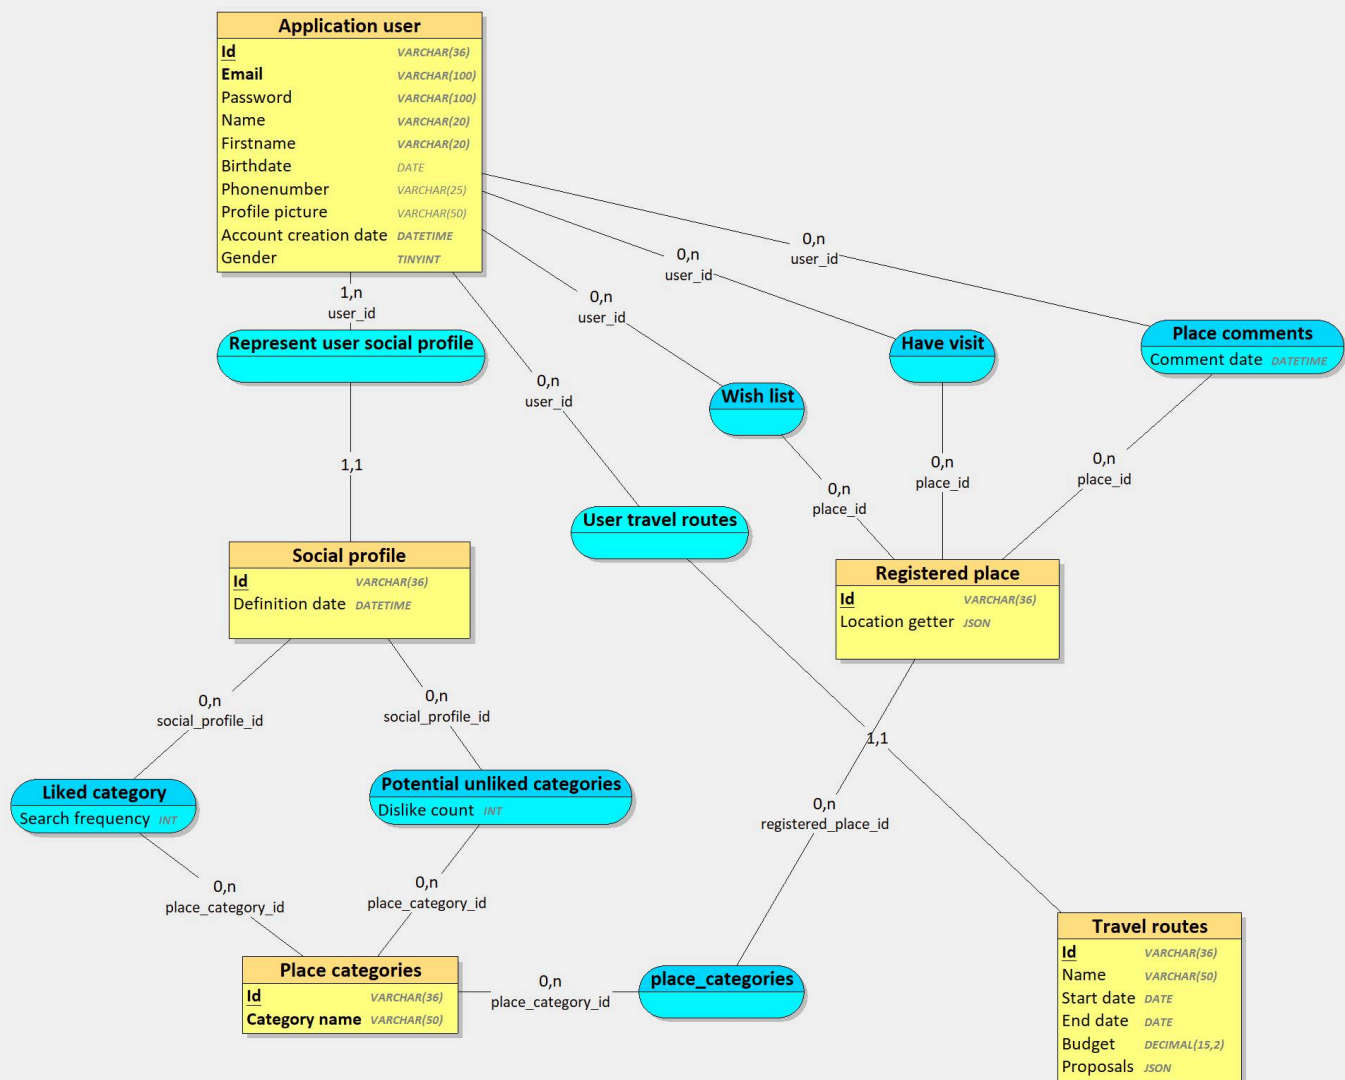 Application user
Id VARCHAR(36)
Email VARCHAR(100)
Password VARCHAR(100)
Name VARCHAR(20)
Firstname VARCHAR(20)
Birthdate DATE
Phonenumber VARCHAR(25)
Profile picture VARCHAR(50)
Account creation date DATETIME
Gender TINYINT
1,n
user_id
0,n
user_id
0,n
user_id
0,n
user_id
0,n
user_id
Represent user social profile
Wish list
Have visit
Place comments
Comment date DATETIME
1,1
User travel routes
0,n
place_id
0,n
place_id
0,n
place_id
Social profile
Id VARCHAR(36)
Definition date DATETIME
Registered place
Id VARCHAR(36)
Location getter JSON
0,n
social_profile_id
0,n
social_profile_id
1,1
Liked category
Search frequency INT
Potential unliked categories
Dislike count INT
0,n
registered_place_id
0,n
place_category_id
0,n
place_category_id
Place categories
Id VARCHAR(36)
Category name VARCHAR(50)
0,n
place_category_id
place_categories
Travel routes
Id VARCHAR(36)
Name VARCHAR(50)
Start date DATE
End date DATE
Budget DECIMAL(15,2)
Proposals JSON